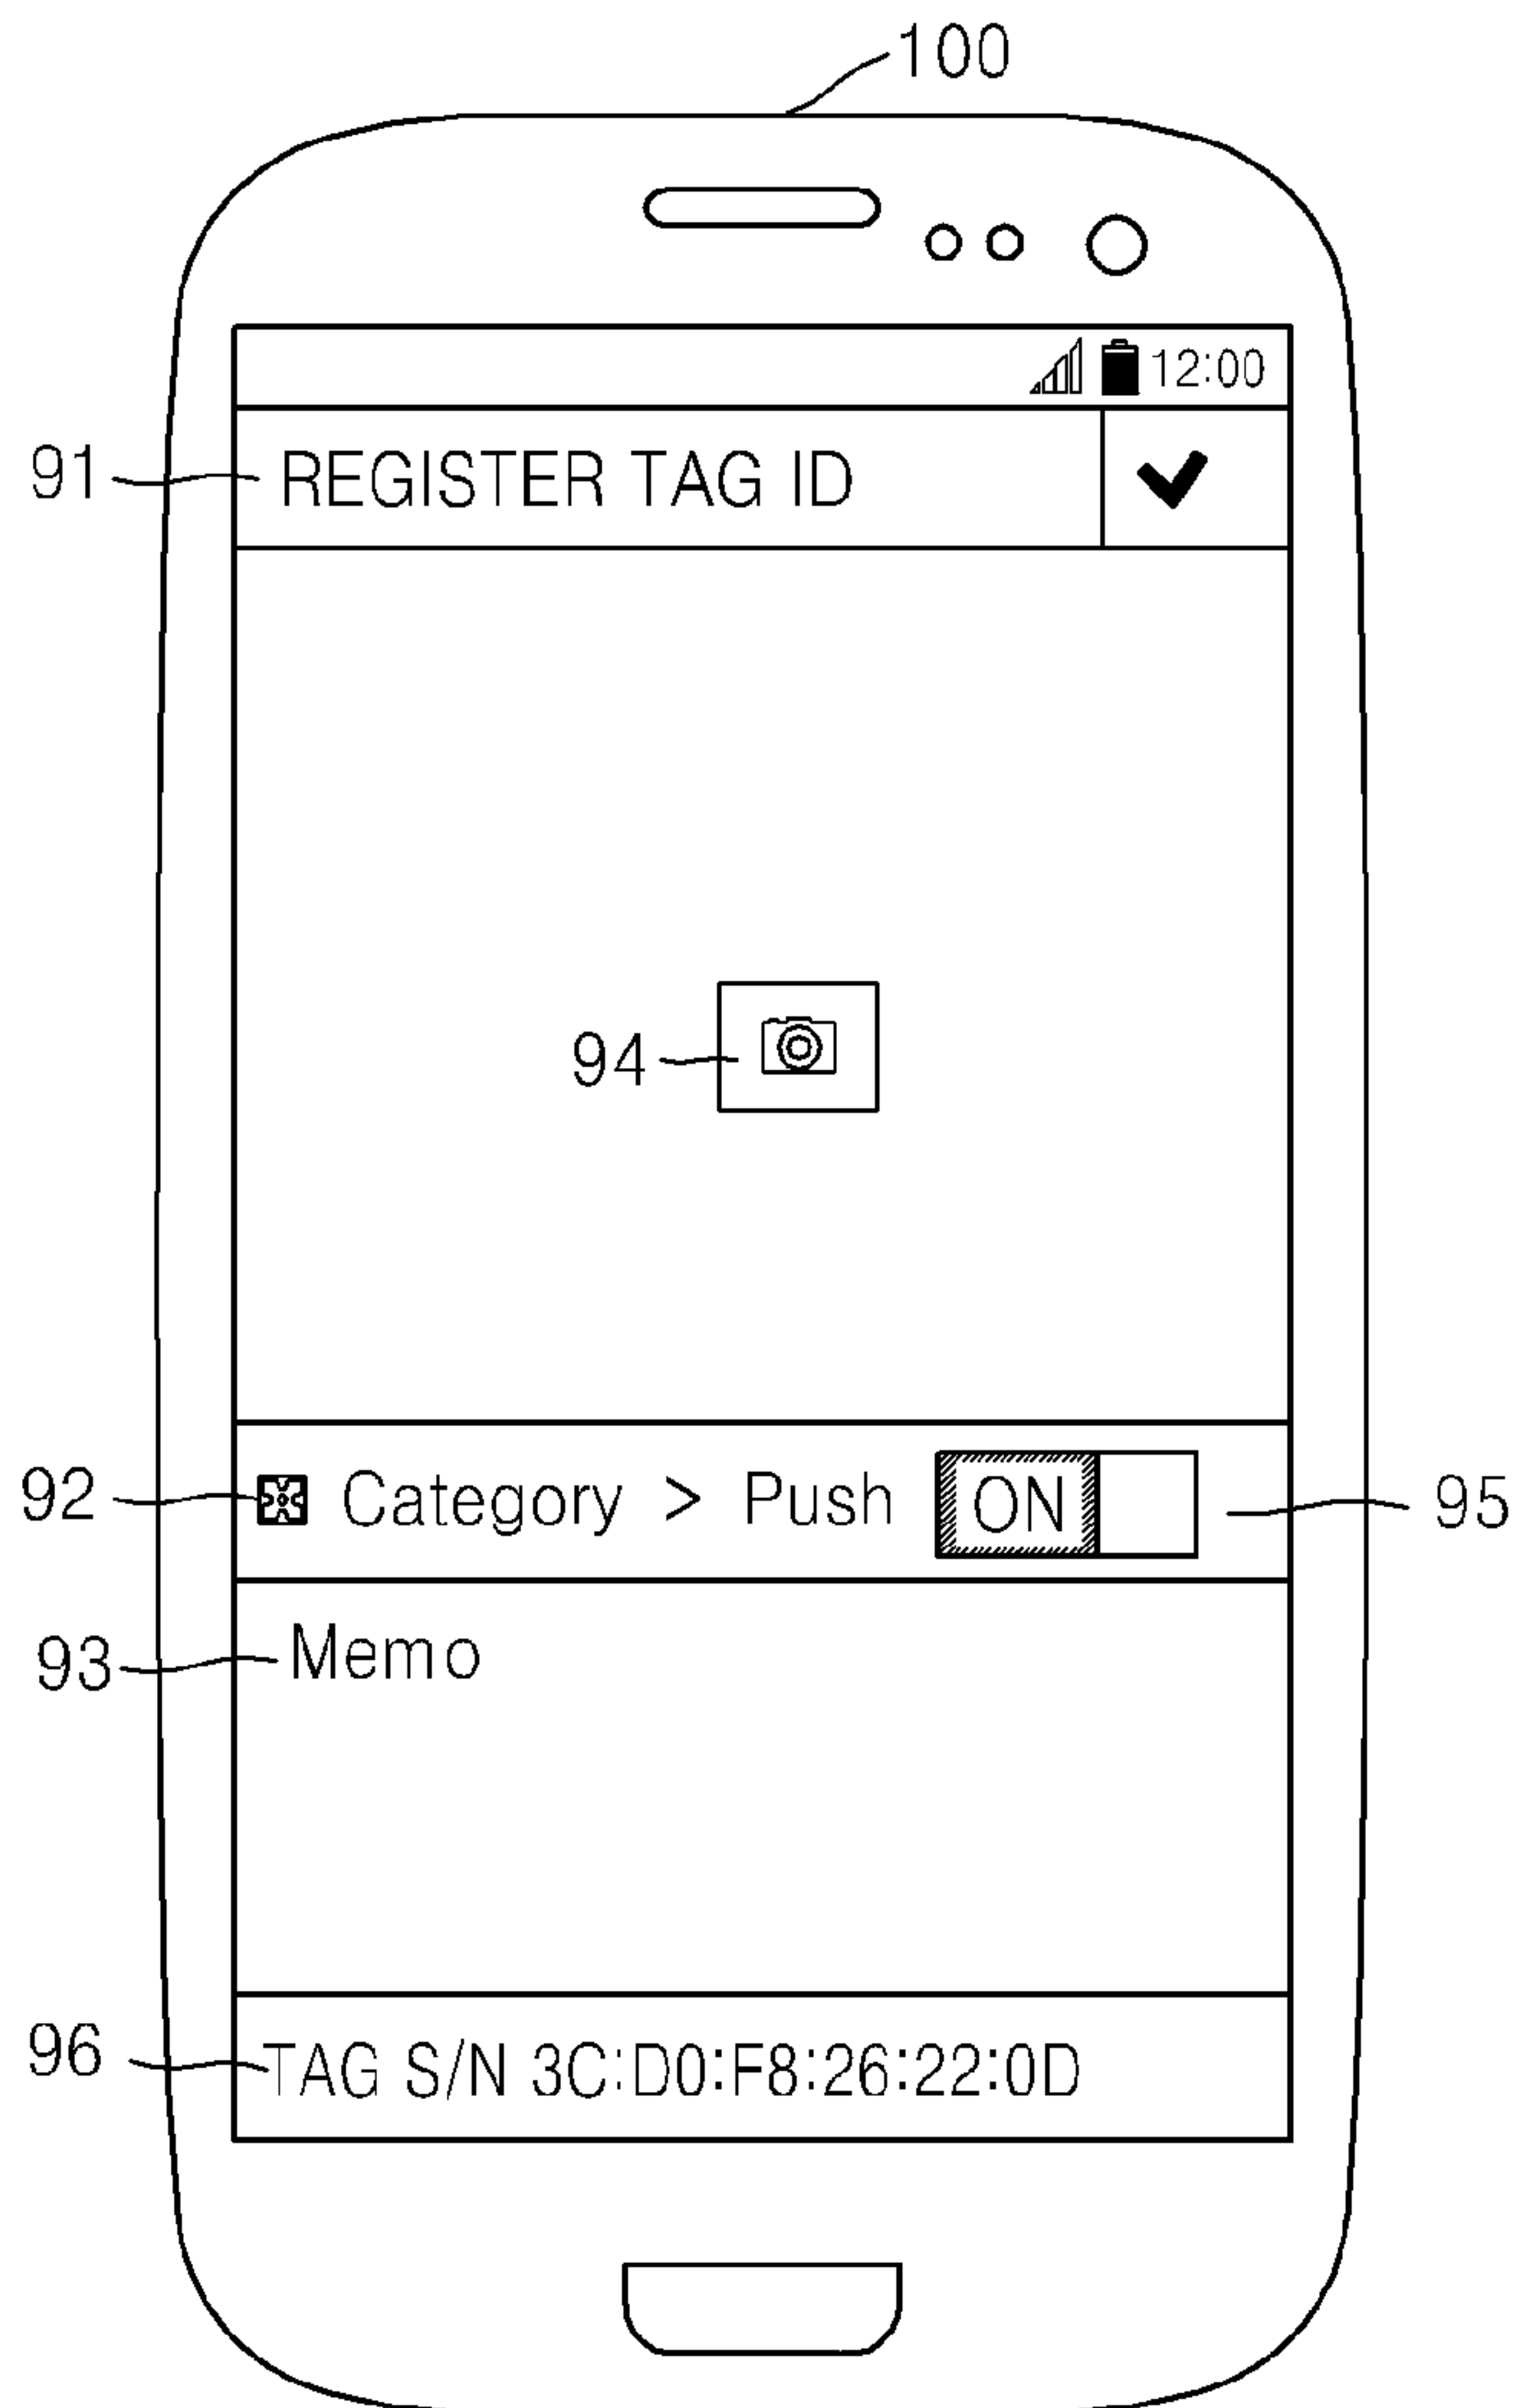 100
12:00
91 REGISTER TAG ID
94
92 Category > Push ON 95
93 Memo
96 TAG S/N 3C:D0:F8:26:22:0D